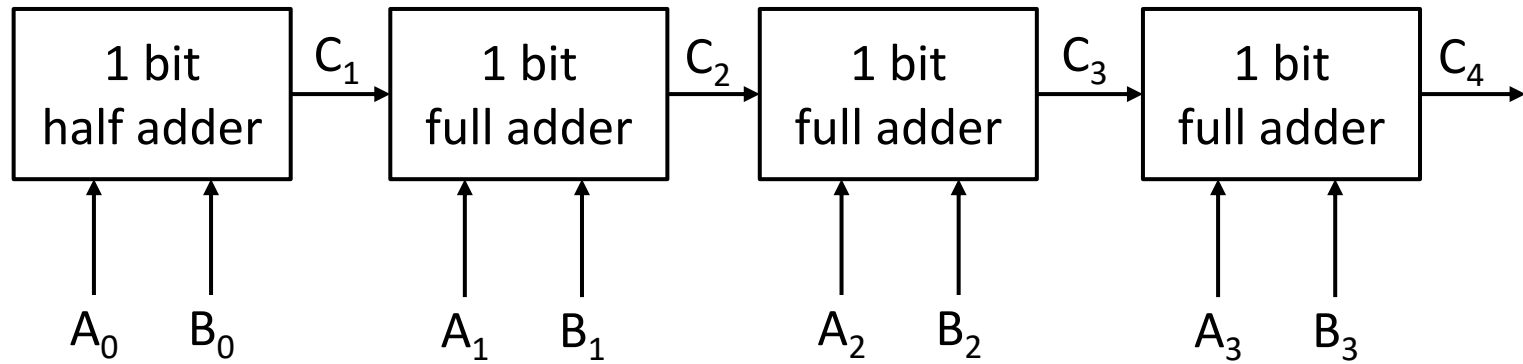 1 bit
half adder
C₁
1 bit
full adder
C₂
1 bit
full adder
C₃
1 bit
full adder
C₄
A₀ B₀ A₁ B₁ A₂ B₂ A₃ B₃